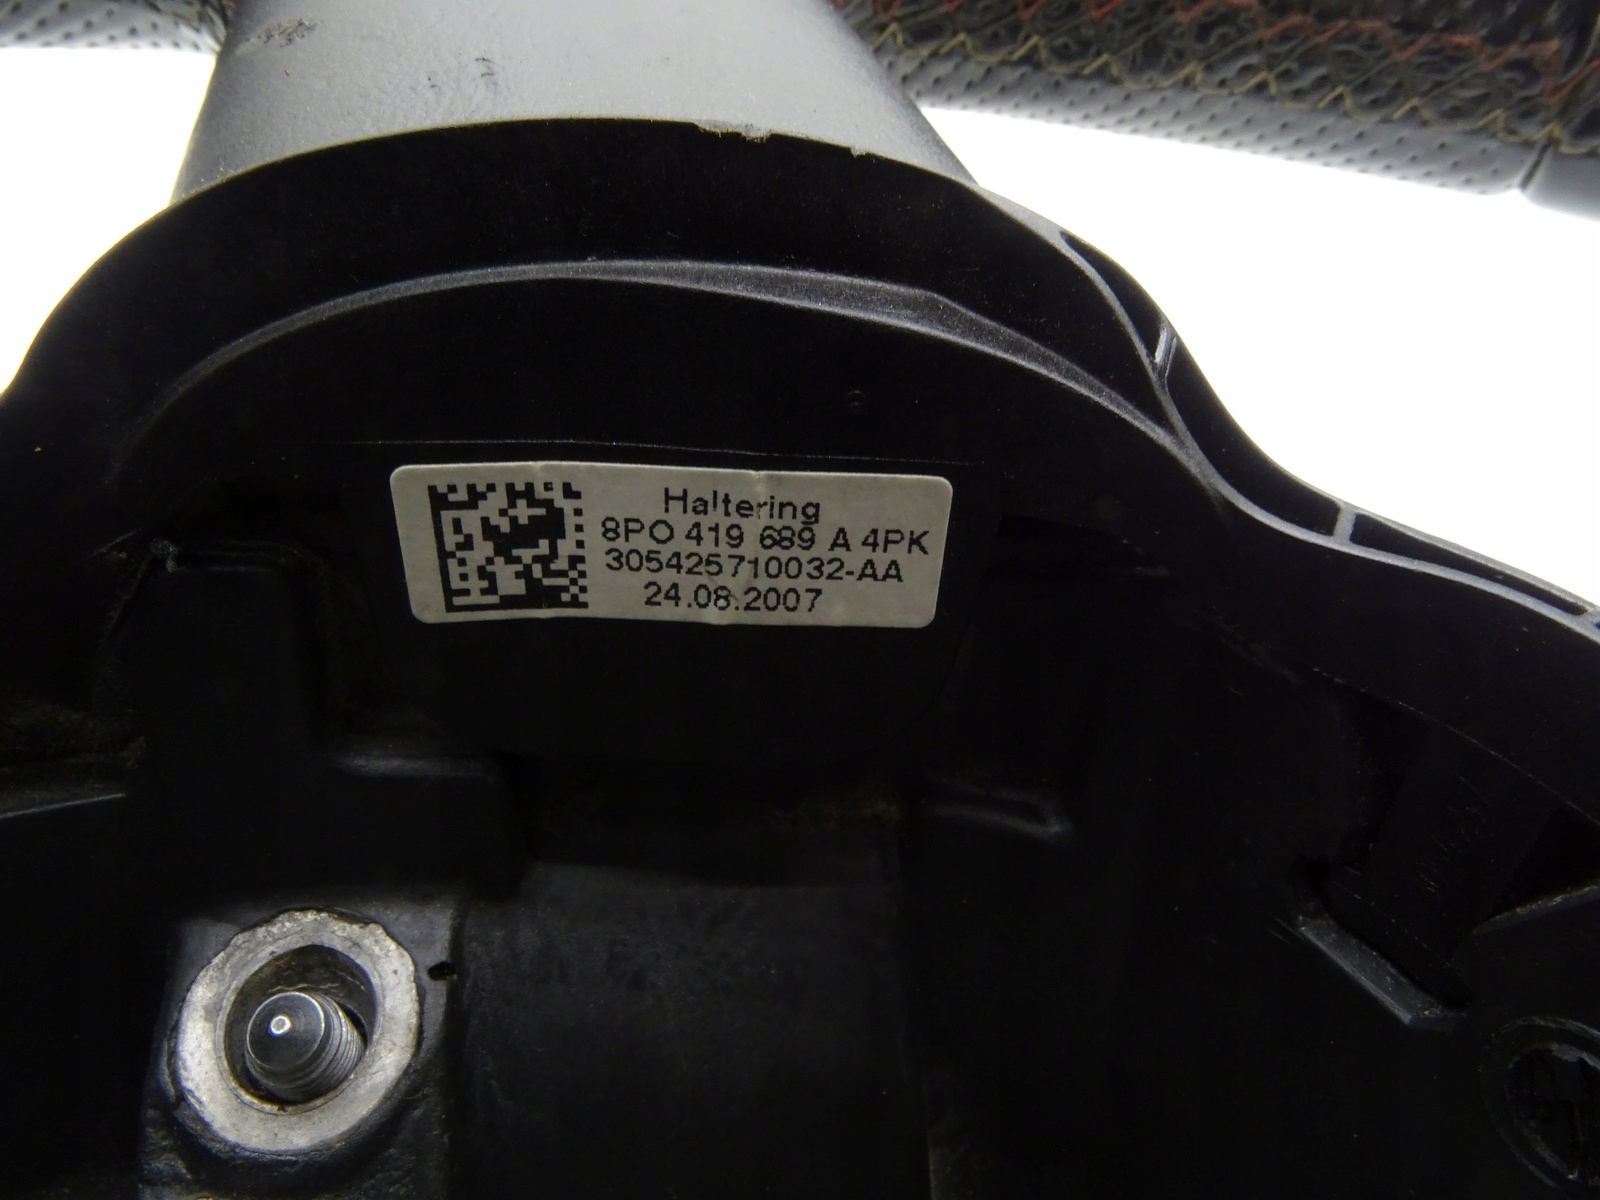 Haltering
8PO 419 689 A 4PK
305425710032-AA
24.08.2007